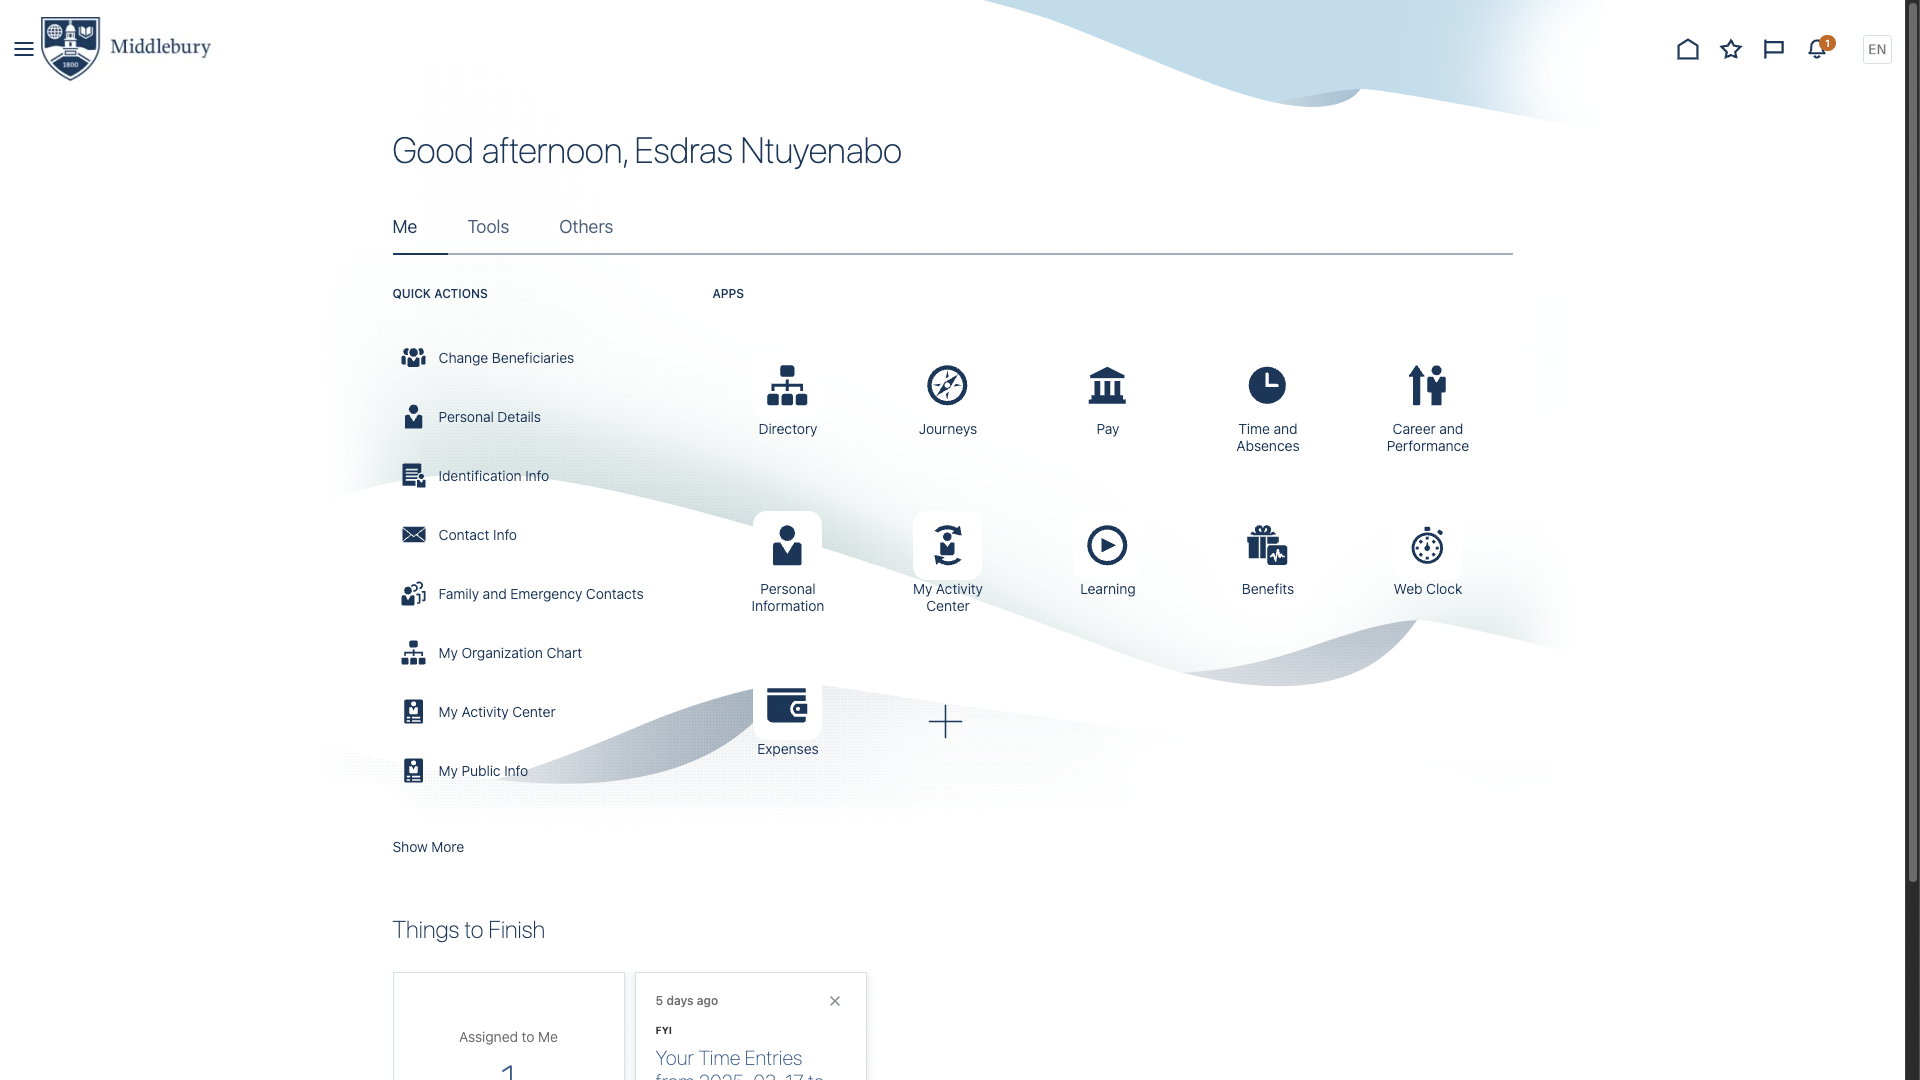 1800
Middlebury
1
EN
Good afternoon, Esdras Ntuyenabo
Me
Tools
Others
QUICK ACTIONS
APPS
Change Beneficiaries
Personal Details
Identification Info
Contact Info
Family and Emergency Contacts
My Organization Chart
My Activity Center
My Public Info
Show More
Directory
Journeys
Pay
Time and
Absences
Career and
Performance
Personal
Information
My Activity
Center
Learning
Benefits
Web Clock
Expenses
Things to Finish
Assigned to Me
1
5 days ago
FYI
Your Time Entries
from 2025-03-17 to